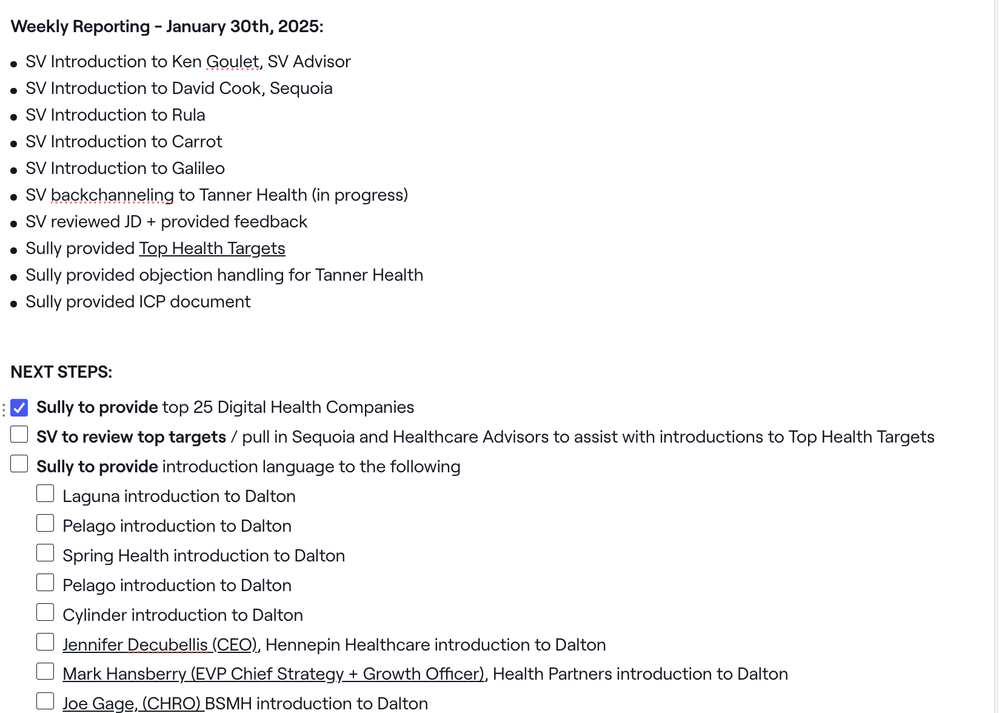 Weekly Reporting - January 30th, 2025:
SV Introduction to Ken Goulet, SV Advisor
SV Introduction to David Cook, Sequoia
SV Introduction to Rula
SV Introduction to Carrot
SV Introduction to Galileo
SV backchanneling to Tanner Health (in progress)
SV reviewed JD + provided feedback
Sully provided Top Health Targets
Sully provided objection handling for Tanner Health
Sully provided ICP document
NEXT STEPS:
Sully to provide top 25 Digital Health Companies
SV to review top targets / pull in Sequoia and Healthcare Advisors to assist with introductions to Top Health Targets
Sully to provide introduction language to the following
Laguna introduction to Dalton
Pelago introduction to Dalton
Spring Health introduction to Dalton
Pelago introduction to Dalton
Cylinder introduction to Dalton
Jennifer Decubellis (CEO), Hennepin Healthcare introduction to Dalton
Mark Hansberry (EVP Chief Strategy + Growth Officer), Health Partners introduction to Dalton
Joe Gage, (CHRO) BSMH introduction to Dalton